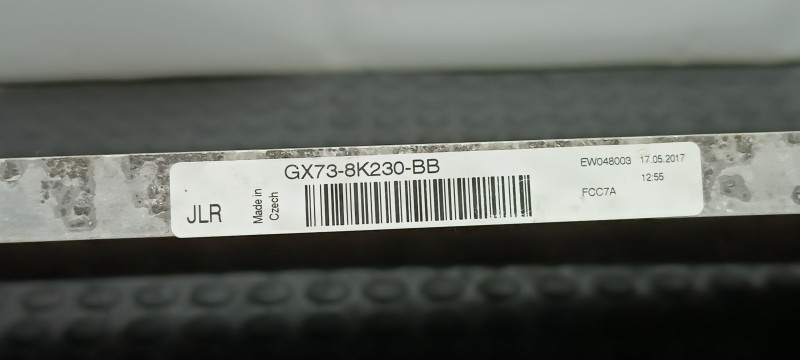 GX73-8K230-BB
JLR
Made in
Czech
EW048003 17.05.2017
12:55
FCC7A